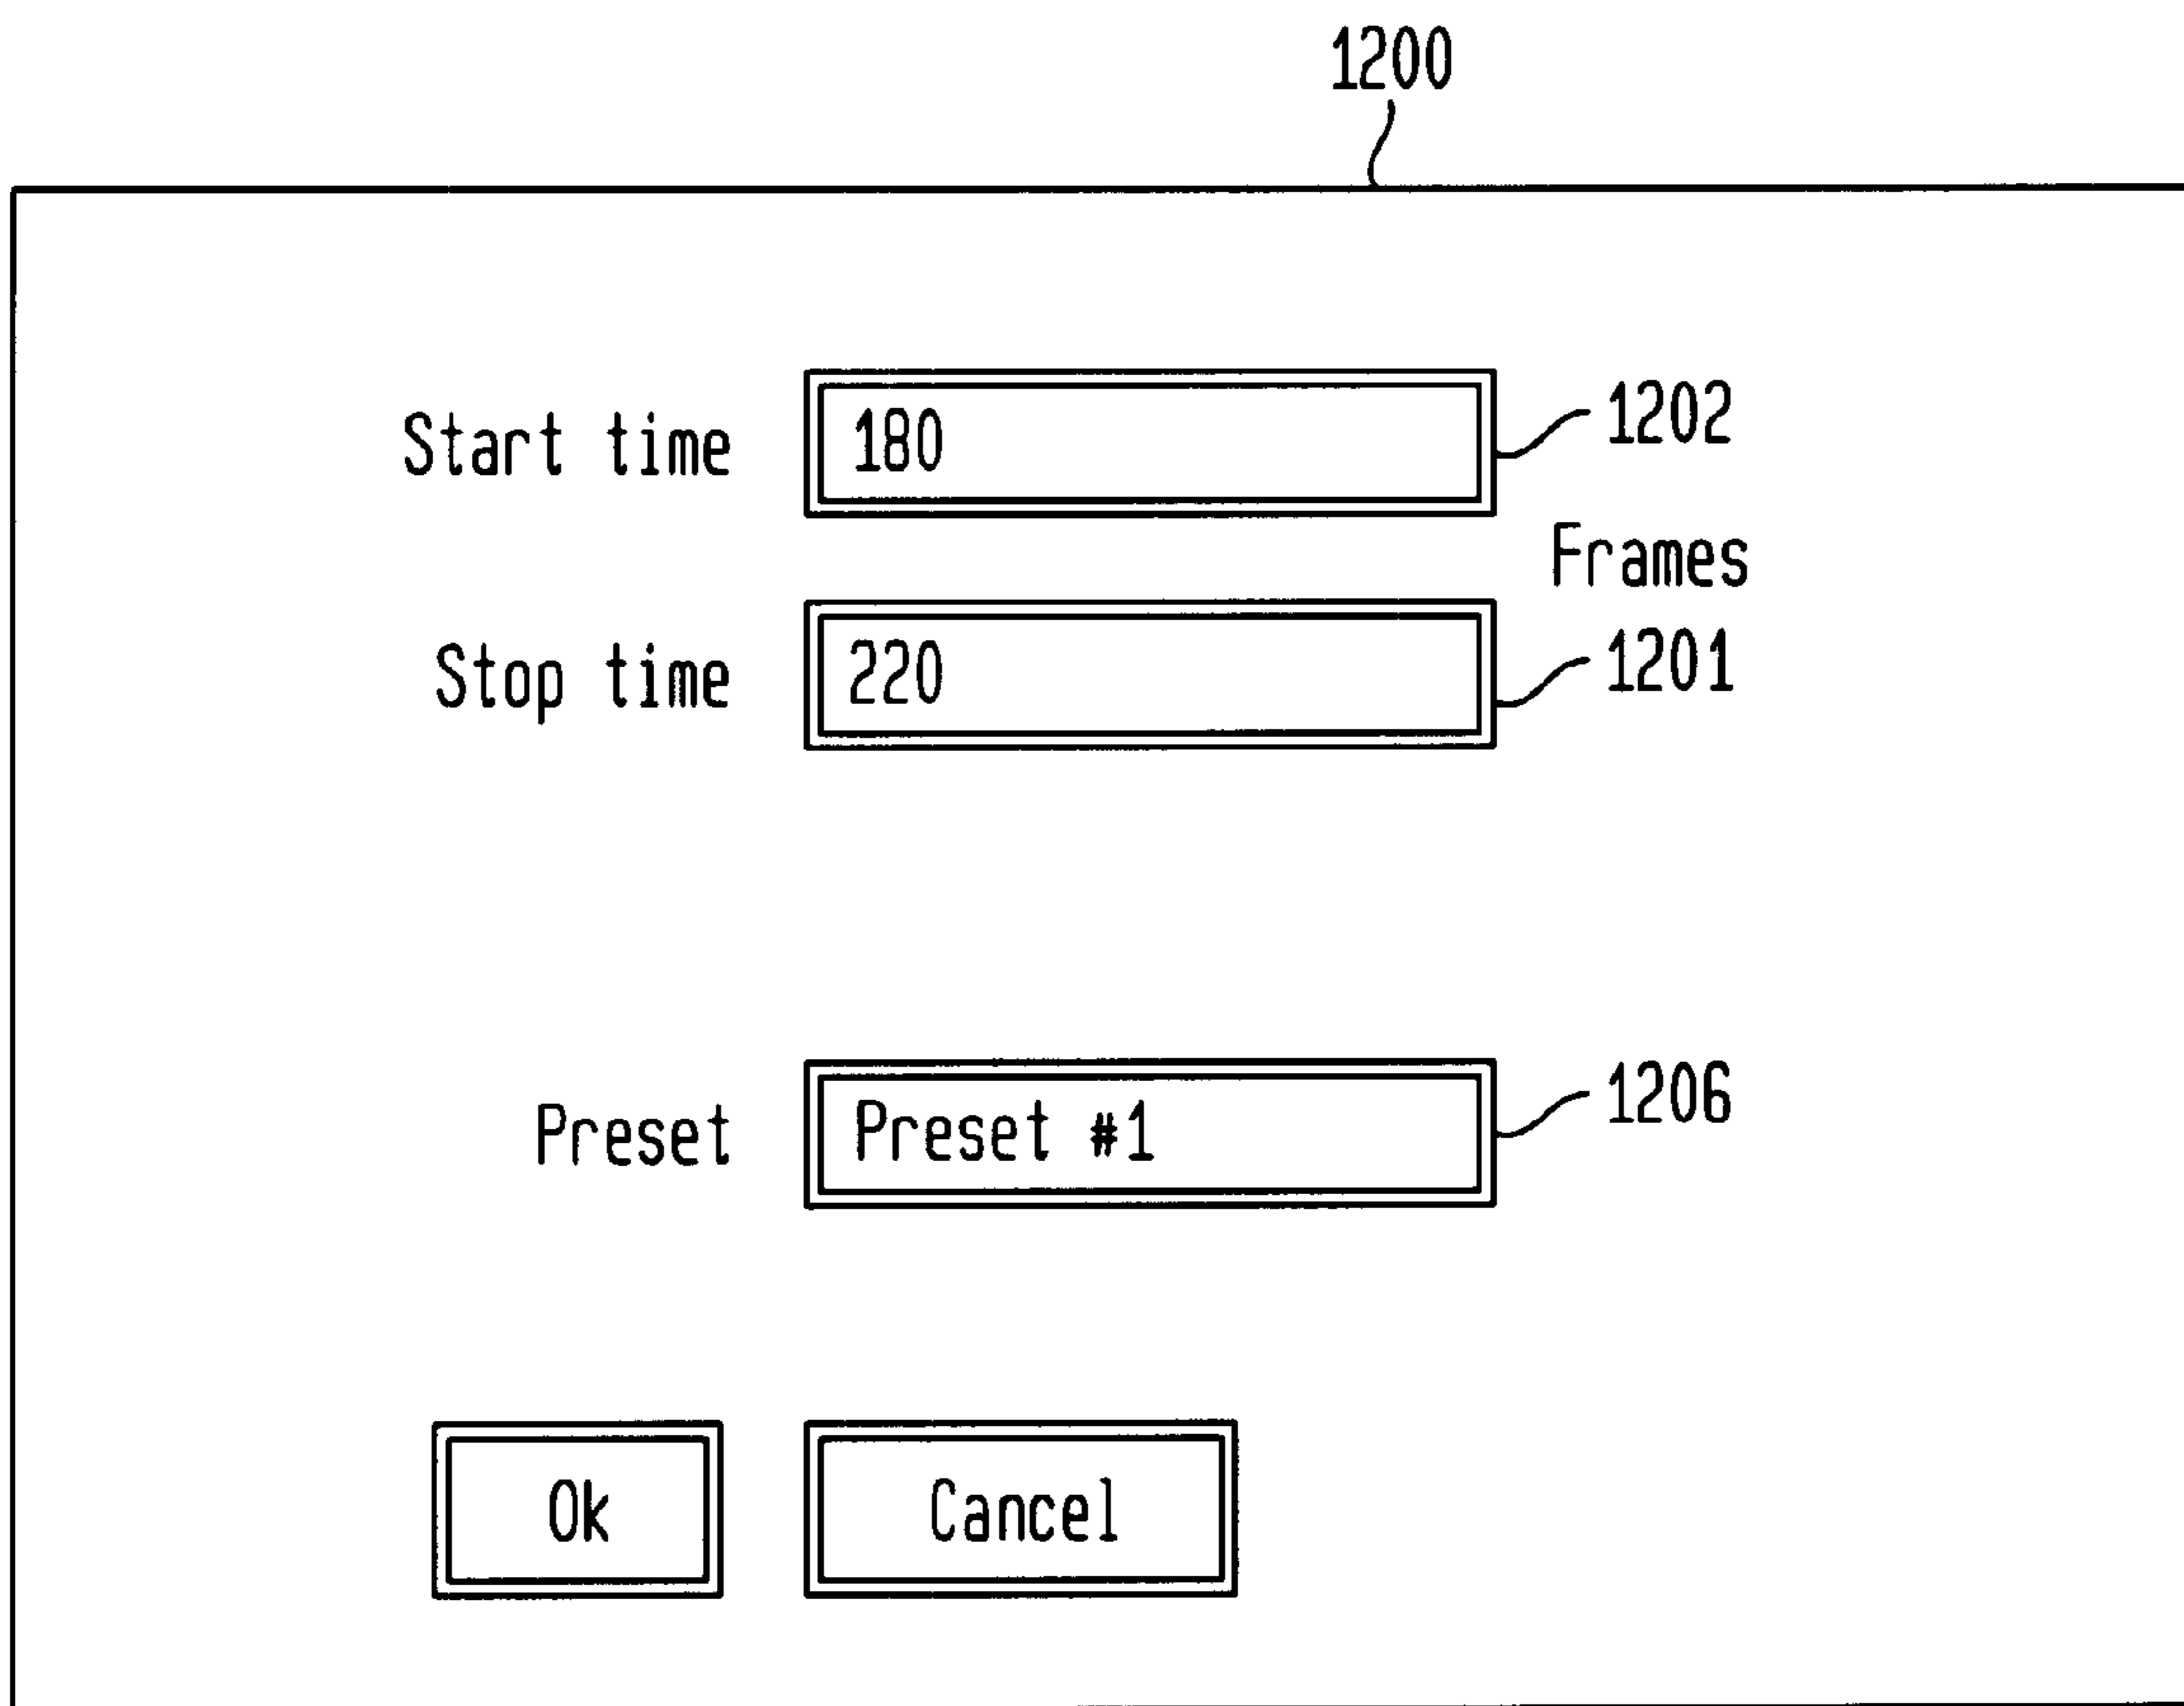 1200
Start time 180 1202
Frames
Stop time 220 1201
Preset Preset #1 1206
Ok Cancel